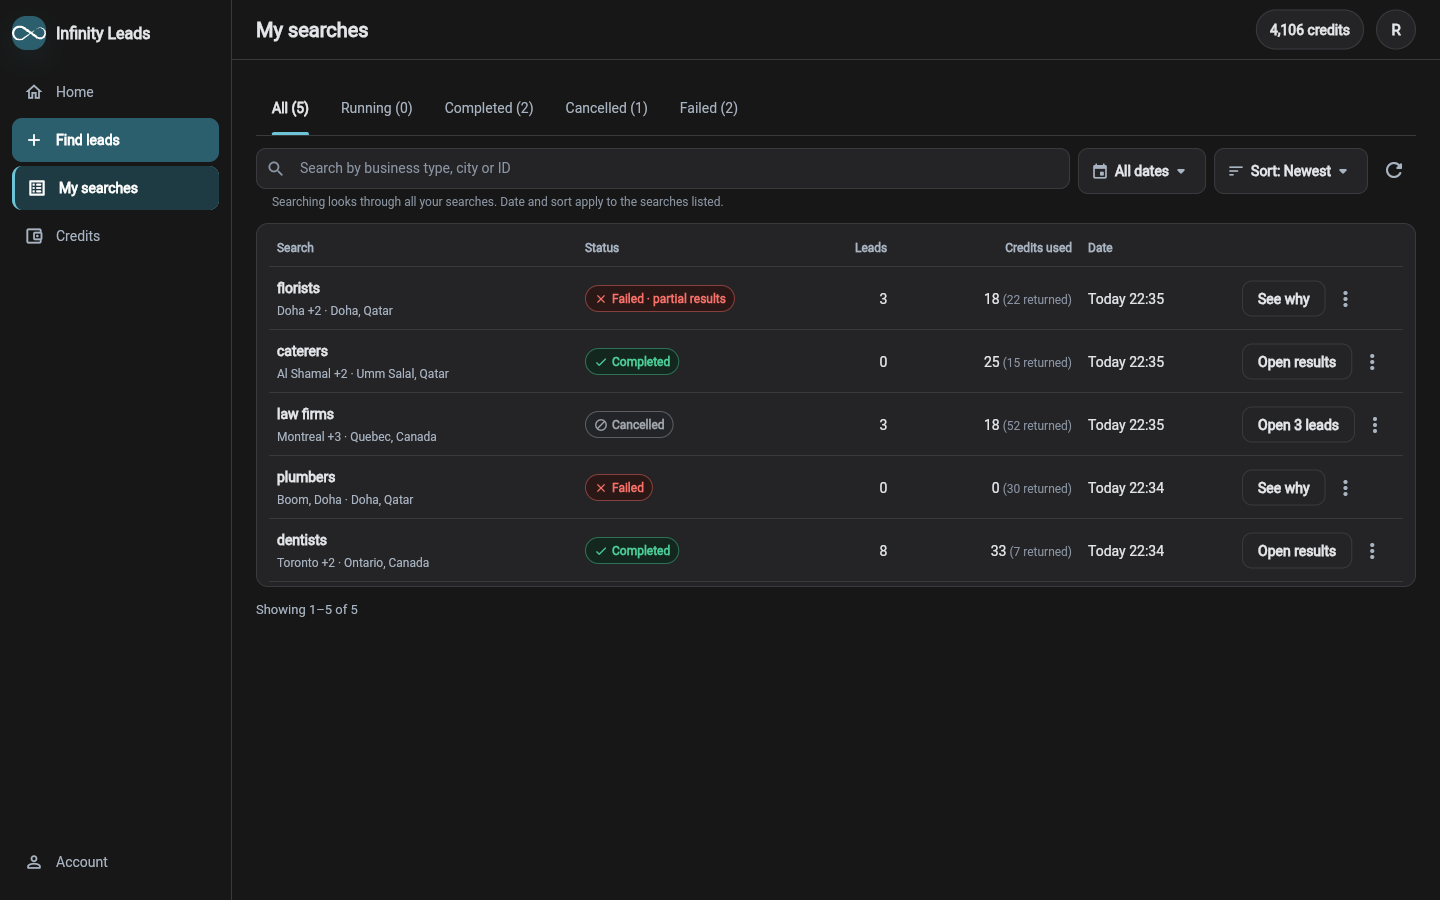 Infinity Leads
My searches
4,106 credits
R
Home
Find leads
My searches
Credits
Account
All (5)
Running (0)
Completed (2)
Cancelled (1)
Failed (2)
Search by business type, city or ID
All dates
Sort: Newest
Searching looks through all your searches. Date and sort apply to the searches listed.
Search Status Leads Credits used Date
florists
Doha +2 · Doha, Qatar
Failed · partial results
3
18 (22 returned)
Today 22:35
See why
caterers
Al Shamal +2 · Umm Salal, Qatar
Completed
0
25 (15 returned)
Today 22:35
Open results
law firms
Montreal +3 · Quebec, Canada
Cancelled
3
18 (52 returned)
Today 22:35
Open 3 leads
plumbers
Boom, Doha · Doha, Qatar
Failed
0
0 (30 returned)
Today 22:34
See why
dentists
Toronto +2 · Ontario, Canada
Completed
8
33 (7 returned)
Today 22:34
Open results
Showing 1–5 of 5